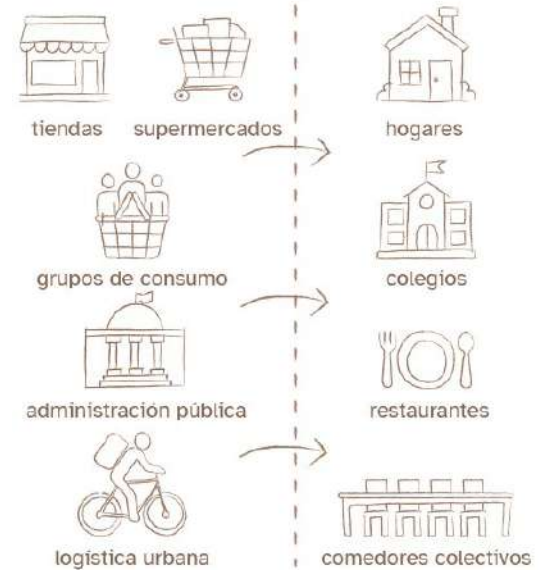 tiendas supermercados hogares
grupos de consumo colegios
administración pública restaurantes
logística urbana comedores colectivos